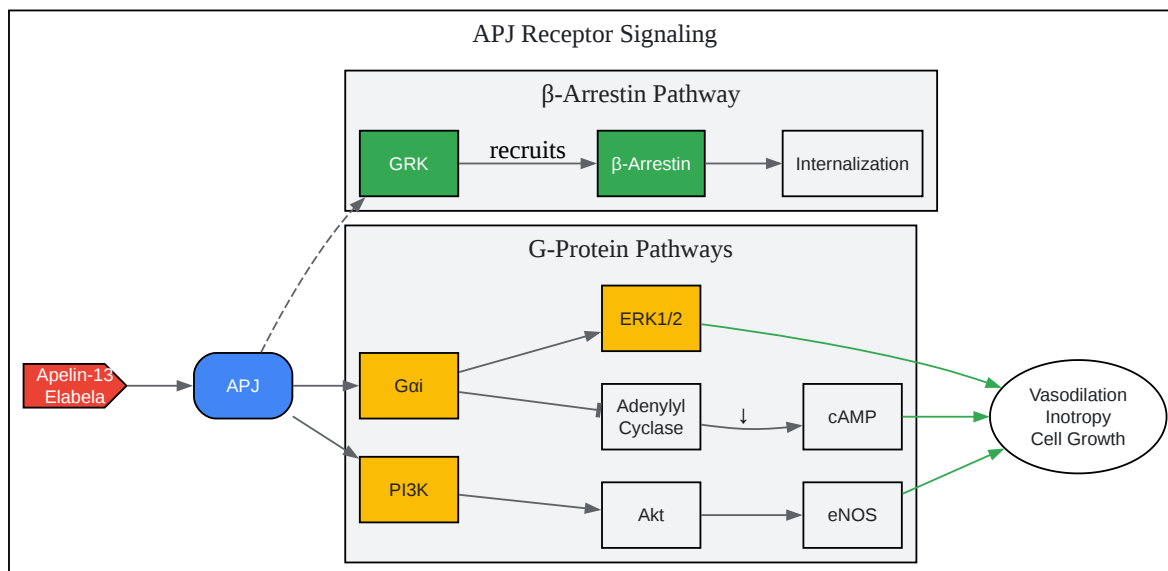 APJ Receptor Signaling
β-Arrestin Pathway
GRK
recruits
β-Arrestin
Internalization
G-Protein Pathways
ERK1/2
Apelin-13
Elabela
APJ
Gαi
Adenylyl
Cyclase
↓
cAMP
Vasodilation
Inotropy
Cell Growth
PI3K
Akt
eNOS